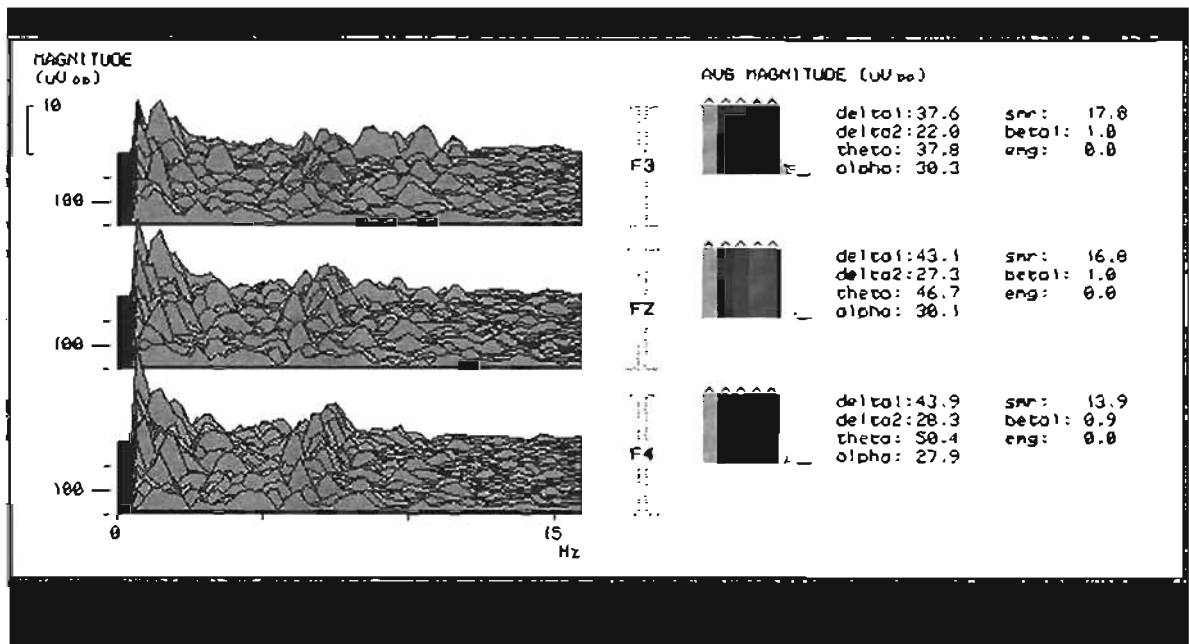 MAGNITUDE
(uV pp)
10
100
100
100
0 15
Hz
F3
FZ
F4
AVG MAGNITUDE (uV pp)
delta1:37.6 smr: 17.8
delta2:22.0 beta1: 1.0
theta: 37.8 emg: 0.0
alpha: 30.3
delta1:43.1 smr: 16.8
delta2:27.3 beta1: 1.0
theta: 46.7 emg: 0.0
alpha: 30.1
delta1:43.9 smr: 13.9
delta2:28.3 beta1: 0.9
theta: 50.4 emg: 0.0
alpha: 27.9